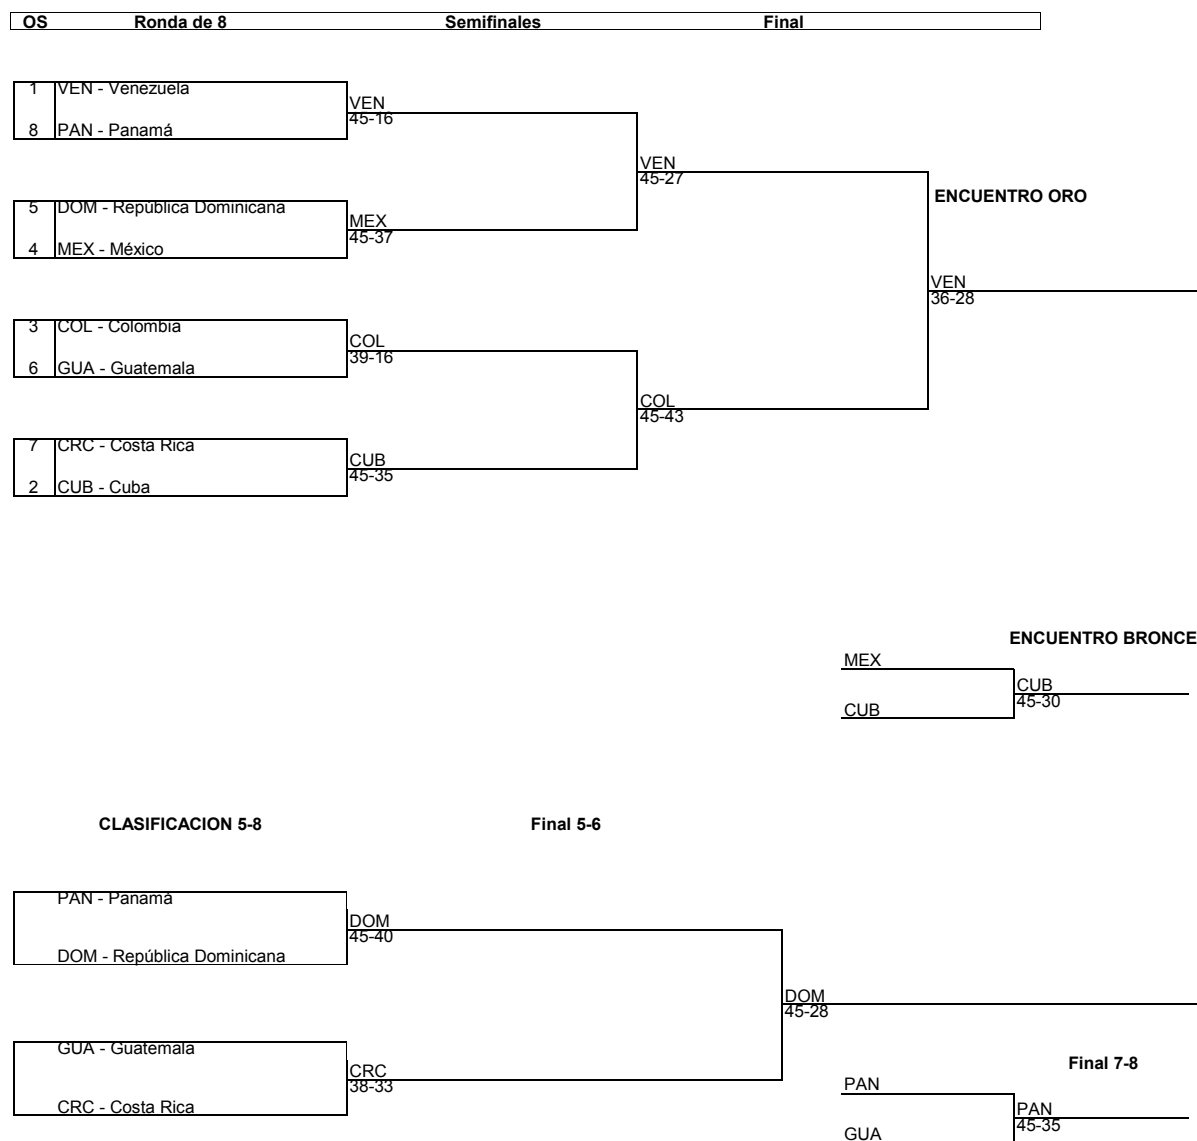 OS Ronda de 8 Semifinales Final
1 VEN - Venezuela
VEN
45-16
8 PAN - Panamá
VEN
45-27
5 DOM - República Dominicana
ENCUENTRO ORO
MEX
45-37
4 MEX - México
VEN
36-28
3 COL - Colombia
COL
39-16
6 GUA - Guatemala
COL
45-43
7 CRC - Costa Rica
CUB
45-35
2 CUB - Cuba
ENCUENTRO BRONCE
MEX
CUB
45-30
CUB
CLASIFICACION 5-8 Final 5-6
PAN - Panamá
DOM
45-40
DOM - República Dominicana
DOM
45-28
GUA - Guatemala
Final 7-8
CRC
38-33
PAN
CRC - Costa Rica
PAN
45-35
GUA